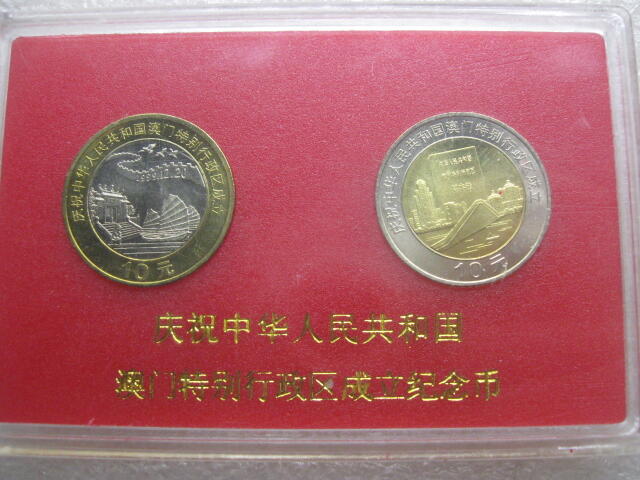 庆祝中华人民共和国澳门特别行政区成立
1999.12.20
10元
庆祝中华人民共和国澳门特别行政区成立
10元
庆祝中华人民共和国
澳门特别行政区成立纪念币